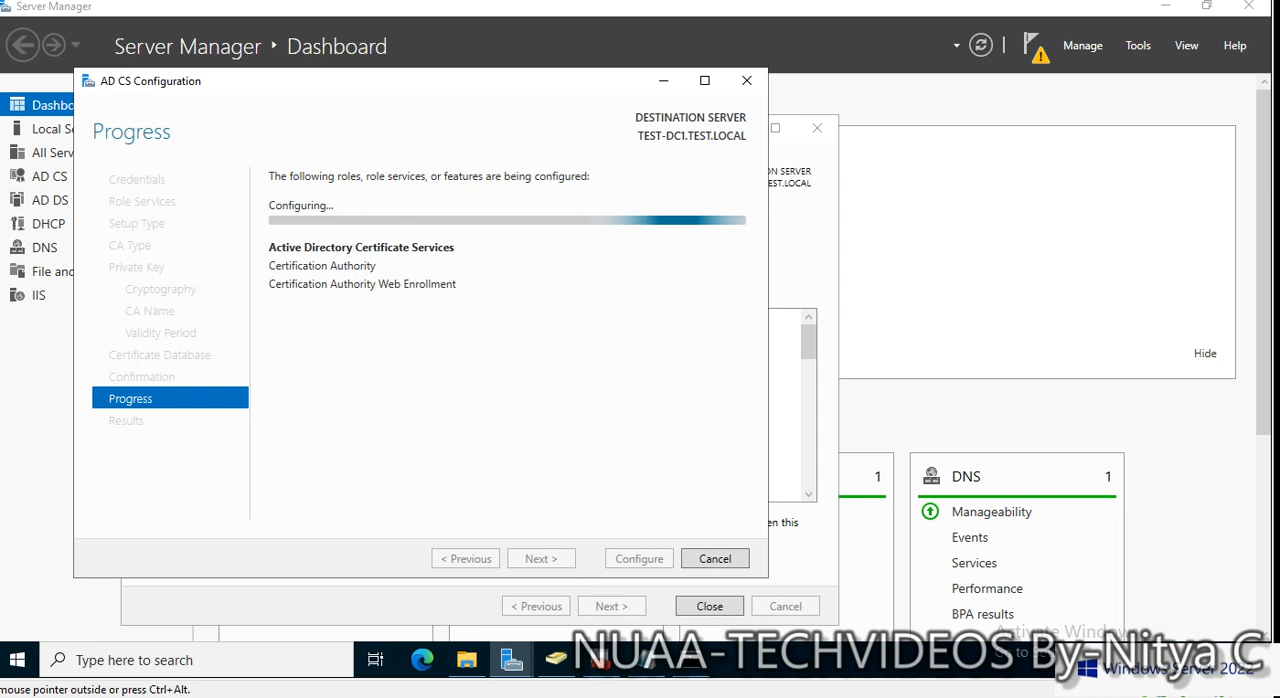 Server Manager
Server Manager ‣ Dashboard
Manage
Tools
View
Help
AD CS Configuration
Progress
DESTINATION SERVER
TEST-DC1.TEST.LOCAL
ON SERVER
EST.LOCAL
Dashbo
Local Se
All Serv
AD CS
AD DS
DHCP
DNS
File and
IIS
Credentials
Role Services
Setup Type
CA Type
Private Key
Cryptography
CA Name
Validity Period
Certificate Database
Confirmation
Progress
Results
The following roles, role services, or features are being configured:
Configuring...
Active Directory Certificate Services
Certification Authority
Certification Authority Web Enrollment
< Previous
Next >
Configure
Cancel
en this
< Previous
Next >
Close
Cancel
Hide
1
DNS
1
Manageability
Events
Services
Performance
BPA results
Activate Windows
Go to Se
Type here to search
NUAA-TECHVIDEOS By-Nitya C
Windows Server 2022
mouse pointer outside or press Ctrl+Alt.